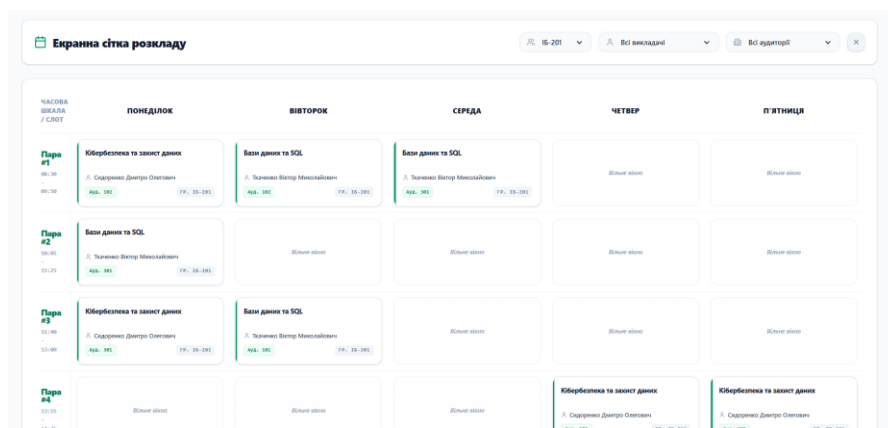 Екранна сітка розкладу
ІБ-201
Всі викладачі
Всі аудиторії
ЧАСОВА ШКАЛА / СЛОТ
ПОНЕДІЛОК
ВІВТОРОК
СЕРЕДА
ЧЕТВЕР
П'ЯТНИЦЯ
Пара #1
08:30
-
09:50
Кібербезпека та захист даних
Сидоренко Дмитро Олегович
Ауд. 102
ГР. ІБ-201
Бази даних та SQL
Ткаченко Віктор Миколайович
Ауд. 102
ГР. ІБ-201
Бази даних та SQL
Ткаченко Віктор Миколайович
Ауд. 301
ГР. ІБ-201
Вільне вікно
Вільне вікно
Пара #2
10:05
-
11:25
Бази даних та SQL
Ткаченко Віктор Миколайович
Ауд. 301
ГР. ІБ-201
Вільне вікно
Вільне вікно
Вільне вікно
Вільне вікно
Пара #3
11:40
-
13:00
Кібербезпека та захист даних
Сидоренко Дмитро Олегович
Ауд. 301
ГР. ІБ-201
Бази даних та SQL
Ткаченко Віктор Миколайович
Ауд. 101
ГР. ІБ-201
Вільне вікно
Вільне вікно
Вільне вікно
Пара #4
13:15
-
Вільне вікно
Вільне вікно
Вільне вікно
Кібербезпека та захист даних
Сидоренко Дмитро Олегович
Кібербезпека та захист даних
Сидоренко Дмитро Олегович